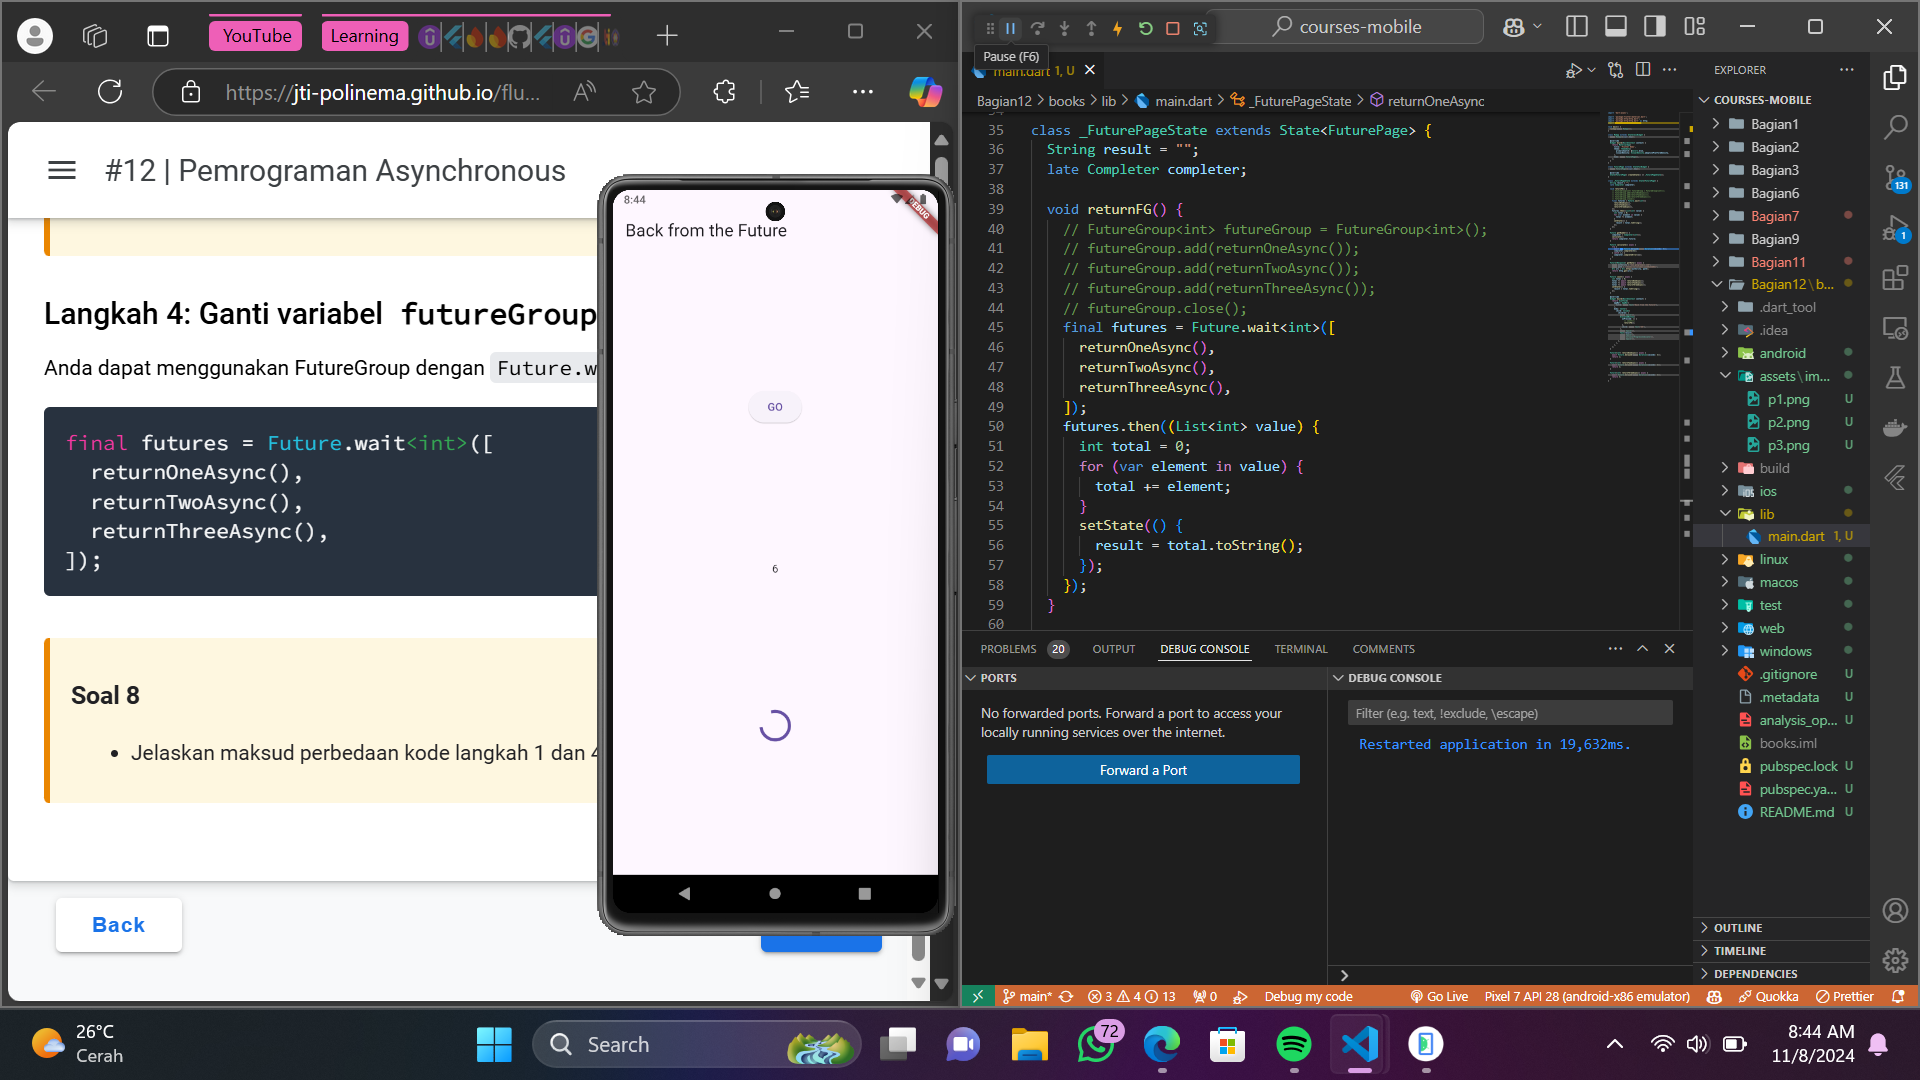 YouTube
Learning
https://jti-polinema.github.io/flu...
#12 | Pemrograman Asynchronous
Langkah 4: Ganti variabel futureGroup
Anda dapat menggunakan FutureGroup dengan Future.w
final futures = Future.wait<int>([
returnOneAsync(),
returnTwoAsync(),
returnThreeAsync(),
]);
Soal 8
Jelaskan maksud perbedaan kode langkah 1 dan 4
Back
8:44
DEBUG
Back from the Future
GO
6
courses-mobile
Pause (F6)
main.dart 1, U
Bagian12 > books > lib > main.dart > _FuturePageState > returnOneAsync
35 class _FuturePageState extends State<FuturePage> {
36 String result = "";
37 late Completer completer;
38
39 void returnFG() {
40 // FutureGroup<int> futureGroup = FutureGroup<int>();
41 // futureGroup.add(returnOneAsync());
42 // futureGroup.add(returnTwoAsync());
43 // futureGroup.add(returnThreeAsync());
44 // futureGroup.close();
45 final futures = Future.wait<int>([
46 returnOneAsync(),
47 returnTwoAsync(),
48 returnThreeAsync(),
49 ]);
50 futures.then((List<int> value) {
51 int total = 0;
52 for (var element in value) {
53 total += element;
54 }
55 setState(() {
56 result = total.toString();
57 });
58 });
59 }
60
PROBLEMS 20 OUTPUT DEBUG CONSOLE TERMINAL COMMENTS
PORTS
No forwarded ports. Forward a port to access your
locally running services over the internet.
Forward a Port
DEBUG CONSOLE
Filter (e.g. text, !exclude, \escape)
Restarted application in 19,632ms.
EXPLORER
COURSES-MOBILE
Bagian1
Bagian2
Bagian3
Bagian6
Bagian7
Bagian9
Bagian11
Bagian12 \ b...
.dart_tool
.idea
android
assets \ im...
p1.png U
p2.png U
p3.png U
build
ios
lib
main.dart 1, U
linux
macos
test
web
windows
.gitignore U
.metadata U
analysis_op... U
books.iml
pubspec.lock U
pubspec.ya... U
README.md U
OUTLINE
TIMELINE
DEPENDENCIES
131
1
main* 3 4 13 0 Debug my code Go Live Pixel 7 API 28 (android-x86 emulator) Quokka Prettier
26°C
Cerah
Search
72
8:44 AM
11/8/2024